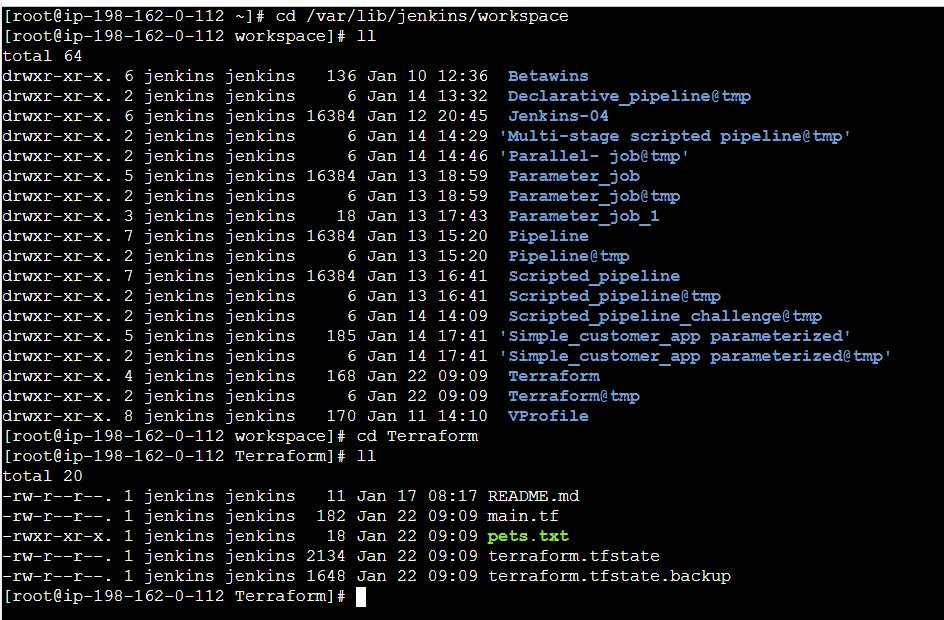 [root@ip-198-162-0-112 ~]# cd /var/lib/jenkins/workspace
[root@ip-198-162-0-112 workspace]# ll
total 64
drwxr-xr-x. 6 jenkins jenkins   136 Jan 10 12:36  Betawins
drwxr-xr-x. 2 jenkins jenkins     6 Jan 14 13:32  Declarative_pipeline@tmp
drwxr-xr-x. 6 jenkins jenkins 16384 Jan 12 20:45  Jenkins-04
drwxr-xr-x. 2 jenkins jenkins     6 Jan 14 14:29 'Multi-stage scripted pipeline@tmp'
drwxr-xr-x. 2 jenkins jenkins     6 Jan 14 14:46 'Parallel- job@tmp'
drwxr-xr-x. 5 jenkins jenkins 16384 Jan 13 18:59  Parameter_job
drwxr-xr-x. 2 jenkins jenkins     6 Jan 13 18:59  Parameter_job@tmp
drwxr-xr-x. 3 jenkins jenkins    18 Jan 13 17:43  Parameter_job_1
drwxr-xr-x. 7 jenkins jenkins 16384 Jan 13 15:20  Pipeline
drwxr-xr-x. 2 jenkins jenkins     6 Jan 13 15:20  Pipeline@tmp
drwxr-xr-x. 7 jenkins jenkins 16384 Jan 13 16:41  Scripted_pipeline
drwxr-xr-x. 2 jenkins jenkins     6 Jan 13 16:41  Scripted_pipeline@tmp
drwxr-xr-x. 2 jenkins jenkins     6 Jan 14 14:09  Scripted_pipeline_challenge@tmp
drwxr-xr-x. 5 jenkins jenkins   185 Jan 14 17:41 'Simple_customer_app parameterized'
drwxr-xr-x. 2 jenkins jenkins     6 Jan 14 17:41 'Simple_customer_app parameterized@tmp'
drwxr-xr-x. 4 jenkins jenkins   168 Jan 22 09:09  Terraform
drwxr-xr-x. 2 jenkins jenkins     6 Jan 22 09:09  Terraform@tmp
drwxr-xr-x. 8 jenkins jenkins   170 Jan 11 14:10  VProfile
[root@ip-198-162-0-112 workspace]# cd Terraform
[root@ip-198-162-0-112 Terraform]# ll
total 20
-rw-r--r--. 1 jenkins jenkins   11 Jan 17 08:17 README.md
-rw-r--r--. 1 jenkins jenkins  182 Jan 22 09:09 main.tf
-rwxr-xr-x. 1 jenkins jenkins   18 Jan 22 09:09 pets.txt
-rw-r--r--. 1 jenkins jenkins 2134 Jan 22 09:09 terraform.tfstate
-rw-r--r--. 1 jenkins jenkins 1648 Jan 22 09:09 terraform.tfstate.backup
[root@ip-198-162-0-112 Terraform]#